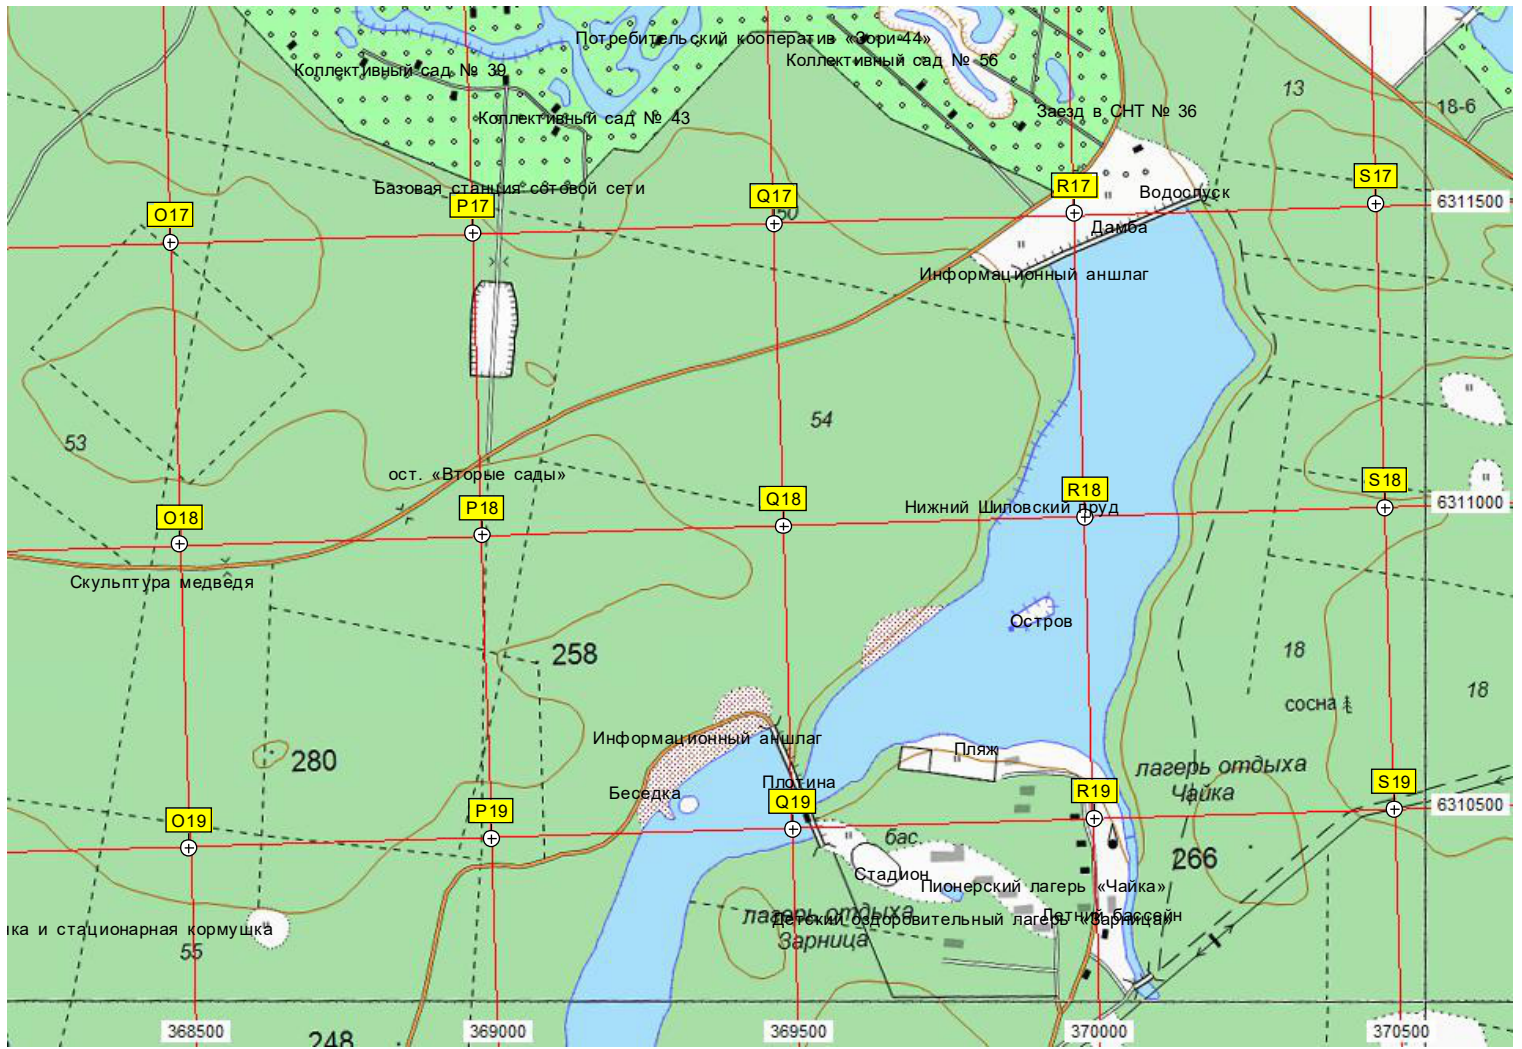 Потребительский кооператив «Зори-44»
Коллективный сад № 56
Коллективный сад № 39
13
18-6
Заезд в СНТ № 36
Коллективный сад № 43
Базовая станция сотовой сети
S17
R17
Водоспуск
Q17
P17
6311500
O17
50
Дамба
Информационный аншлаг
54
53
ост. «Вторые сады»
S18
R18
Q18
6311000
P18
Нижний Шиловский пруд
O18
Скульптура медведя
Остров
258
18
18
сосна
Информационный аншлаг
Пляж
280
лагерь отдыха
Чайка
Плотина
S19
Беседка
R19
Q19
6310500
P19
O19
бас.
266
Стадион
Пионерский лагерь «Чайка»
лагерь отдыха
Зарница
Детский оздоровительный лагерь «Зарница»
Летний бассейн
ка и стационарная кормушка
55
368500
369000
369500
370000
370500
248